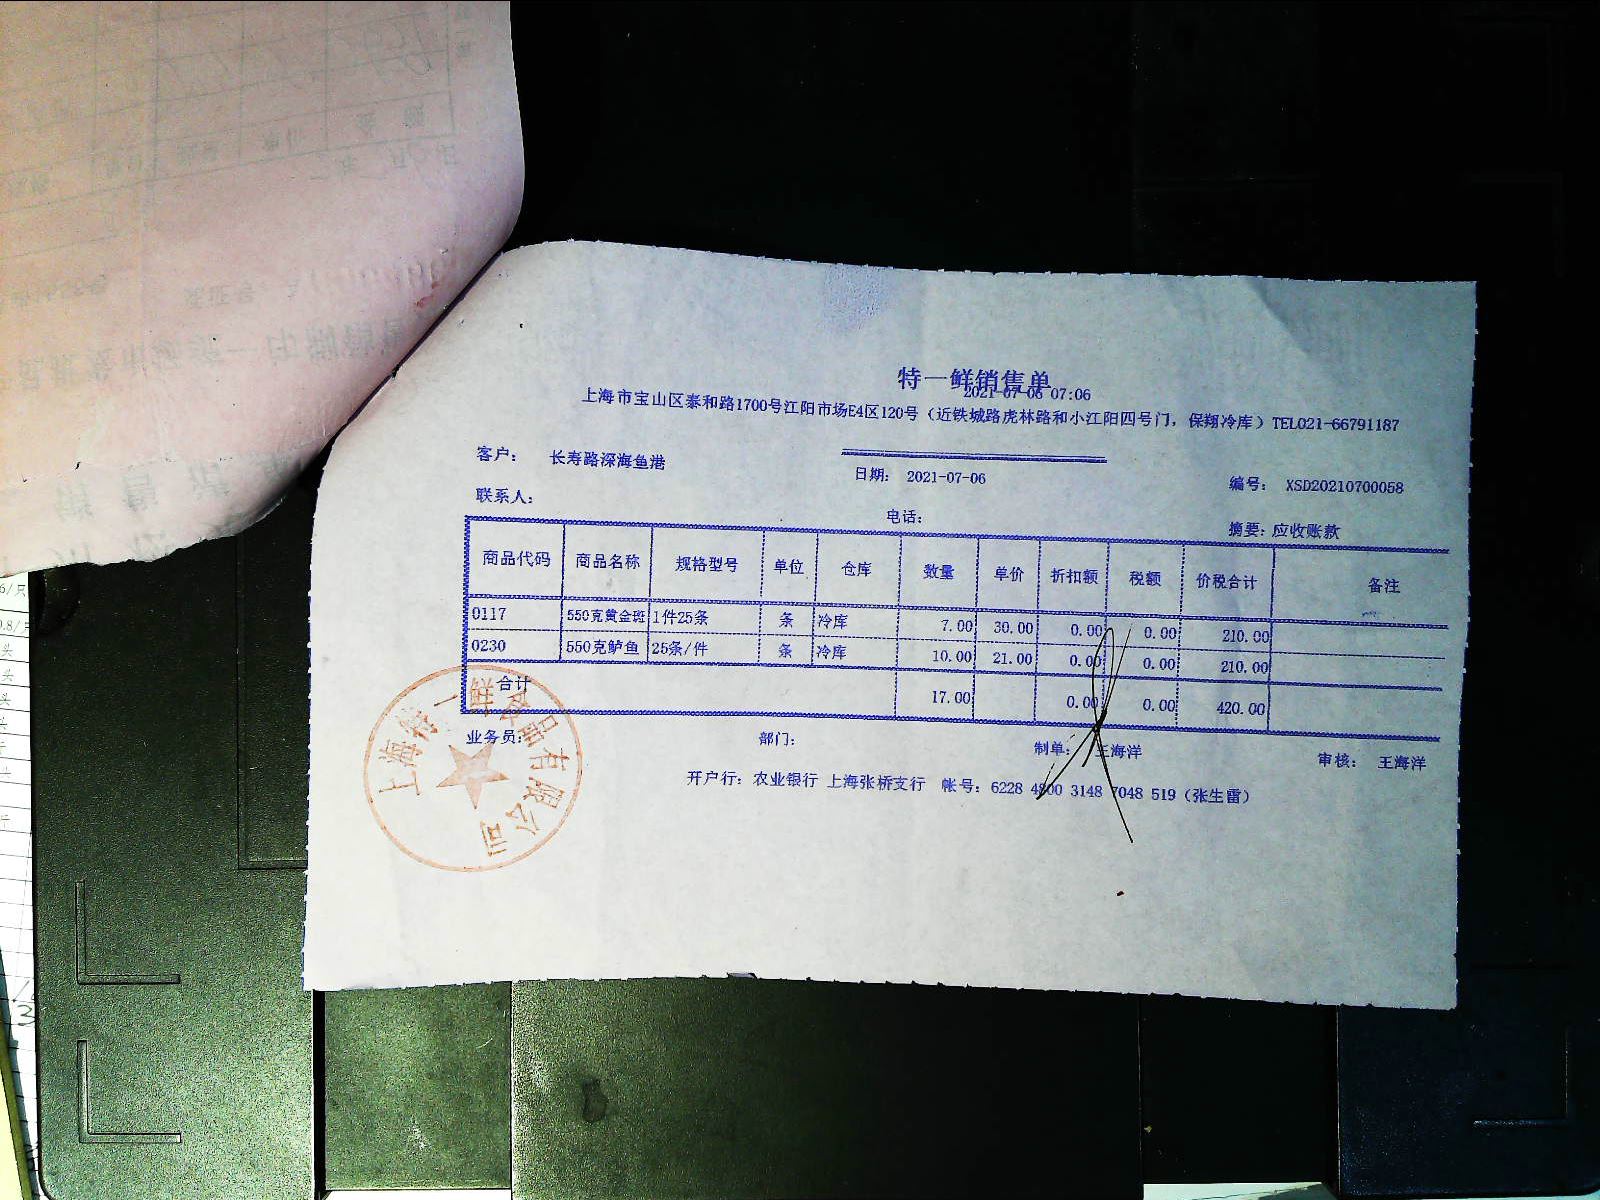 特一鲜销售单
2021-07-06 07:06
上海市宝山区泰和路1700号江阳市场E4区120号（近铁城路虎林路和小江阳四号门，保翔冷库）TEL021-66791187
客户： 长寿路深海鱼港 日期： 2021-07-06 编号： XSD20210700058
联系人： 电话： 摘要：应收账款
商品代码 商品名称 规格型号 单位 仓库 数量 单价 折扣额 税额 价税合计 备注
0117 550克黄金斑 1件25条 条 冷库 7.00 30.00 0.00 0.00 210.00
0230 550克鲈鱼 25条/件 条 冷库 10.00 21.00 0.00 0.00 210.00
合计 17.00 0.00 0.00 420.00
业务员： 部门： 制单： 王海洋 审核： 王海洋
开户行：农业银行 上海张桥支行 帐号：6228 4800 3148 7048 519（张生雷）
上海特一鲜食品有限公司